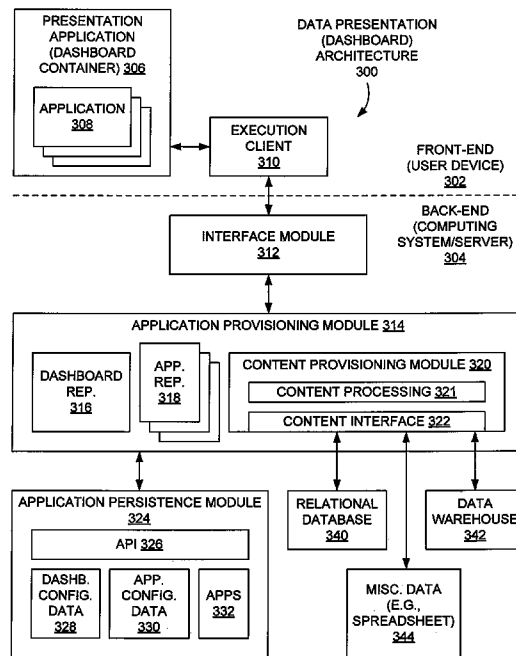 PRESENTATION
APPLICATION
(DASHBOARD
CONTAINER) 306
APPLICATION
308
EXECUTION
CLIENT
310
DATA PRESENTATION
(DASHBOARD)
ARCHITECTURE
300
FRONT-END
(USER DEVICE)
302
BACK-END
(COMPUTING
SYSTEM/SERVER)
304
INTERFACE MODULE
312
APPLICATION PROVISIONING MODULE 314
DASHBOARD
REP.
316
APP.
REP.
318
CONTENT PROVISIONING MODULE 320
CONTENT PROCESSING 321
CONTENT INTERFACE 322
APPLICATION PERSISTENCE MODULE
324
API 326
DASHB.
CONFIG.
DATA
328
APP.
CONFIG.
DATA
330
APPS
332
RELATIONAL
DATABASE
340
DATA
WAREHOUSE
342
MISC. DATA
(E.G.,
SPREADSHEET)
344